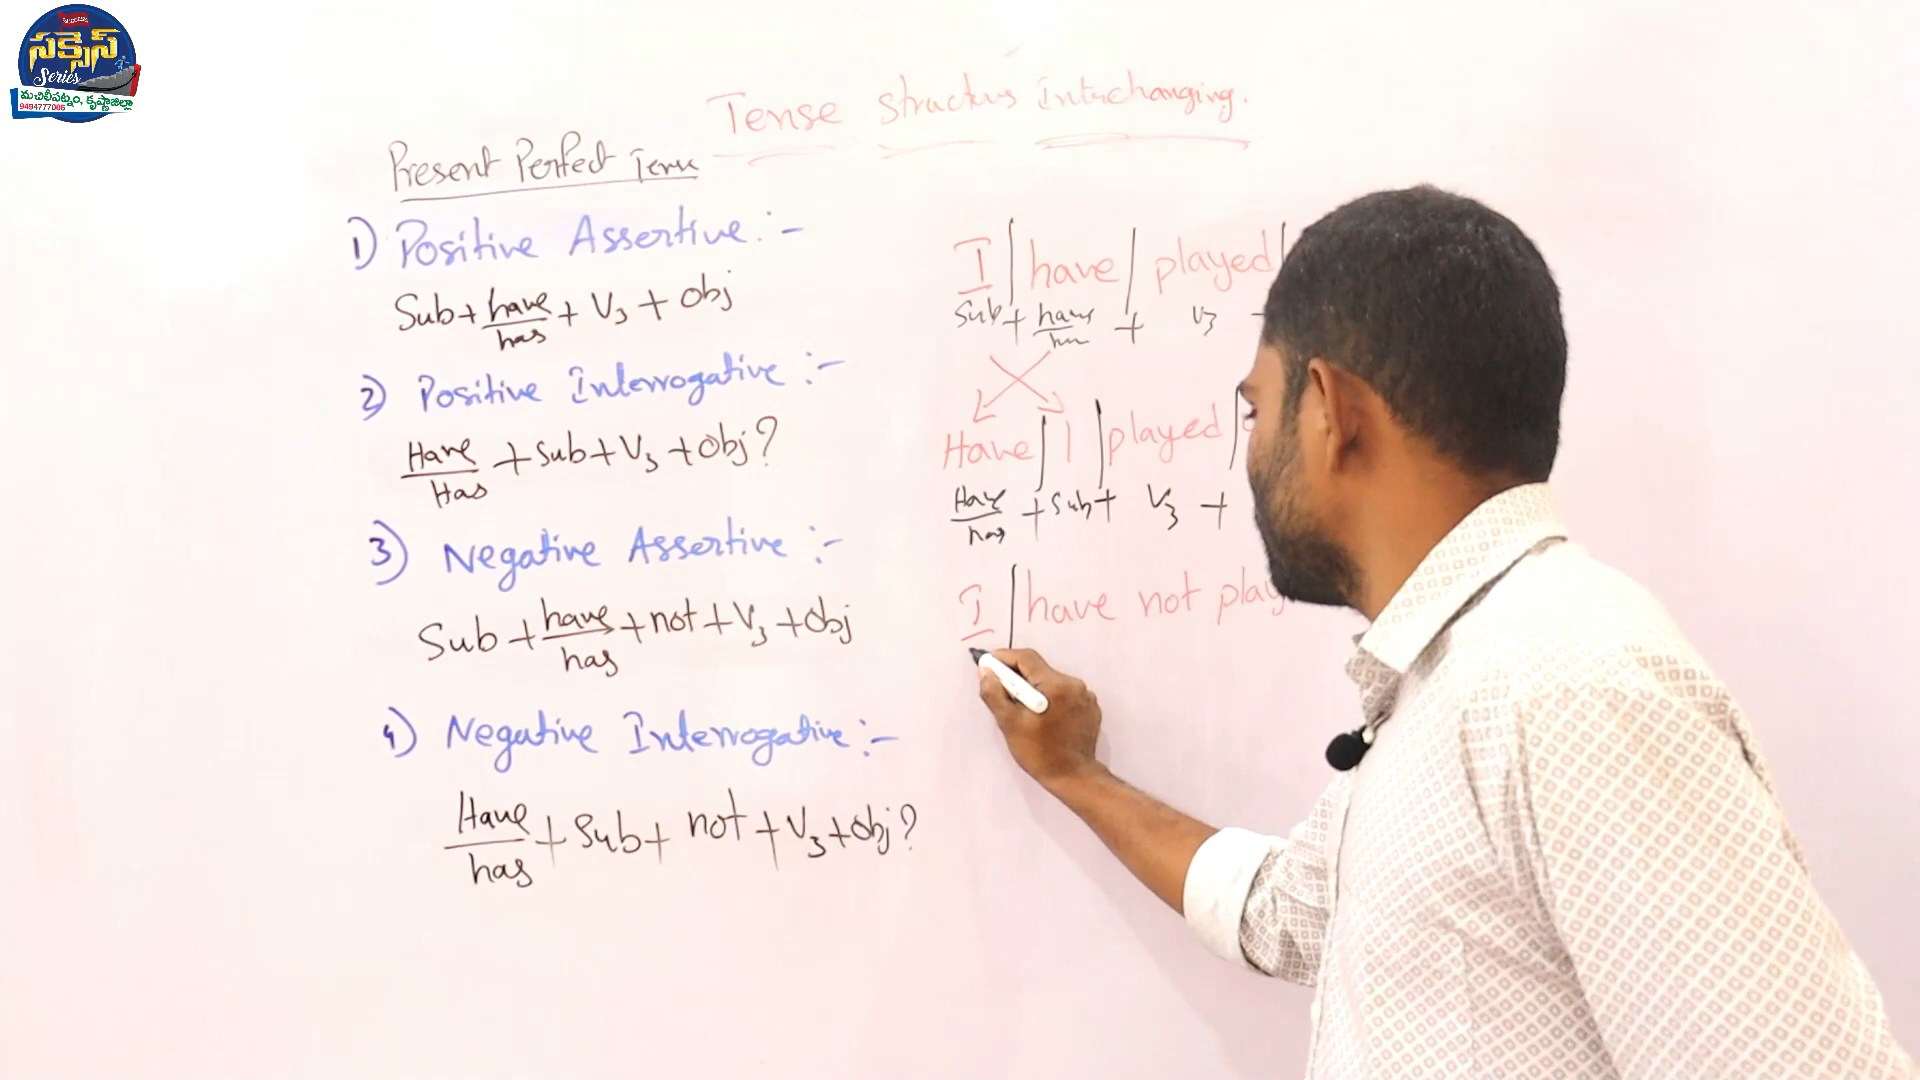 Success
సక్సెస్
Series
మచిలీపట్నం, కృష్ణాజిల్లా
9494777005
Tense structurs Interchanging.
Present Perfect Tense
1) Positive Assertive :-
Sub + have/has + V3 + Obj
2) Positive Interrogative :-
Have/Has + Sub + V3 + Obj?
3) Negative Assertive :-
Sub + have/has + not + V3 + Obj
4) Negative Interrogative :-
Have/has + Sub + not + V3 + Obj?
I | have | played |
Sub + have/has + V3
Have | I | played |
Have/has + Sub + V3 +
I | have not play